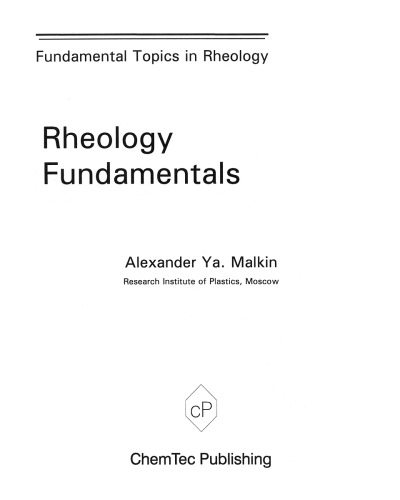 Fundamental Topics in Rheology
Rheology
Fundamentals
Alexander Ya. Malkin
Research Institute of Plastics, Moscow
cP
ChemTec Publishing